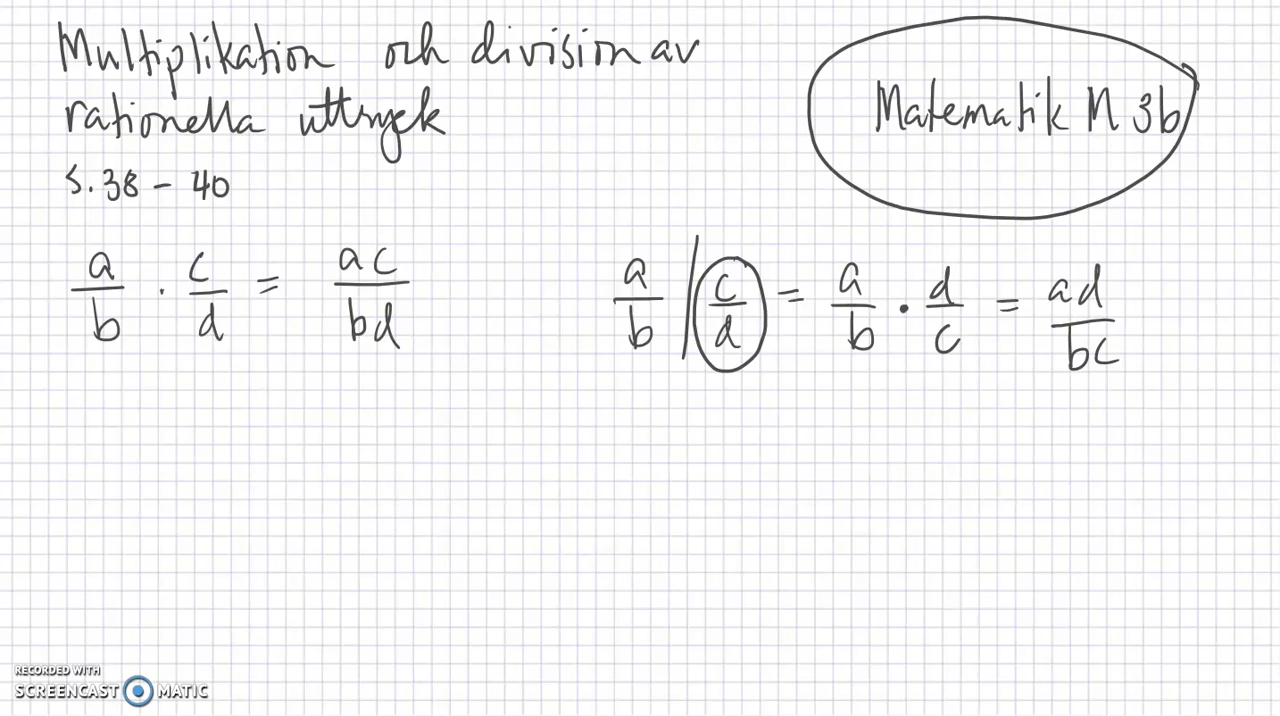 Multiplikation och division av
rationella uttryck
s. 38 - 40
Matematik M 3b
a/b · c/d = ac/bd
a/b / c/d = a/b · d/c = ad/bc
RECORDED WITH
SCREENCAST MATIC